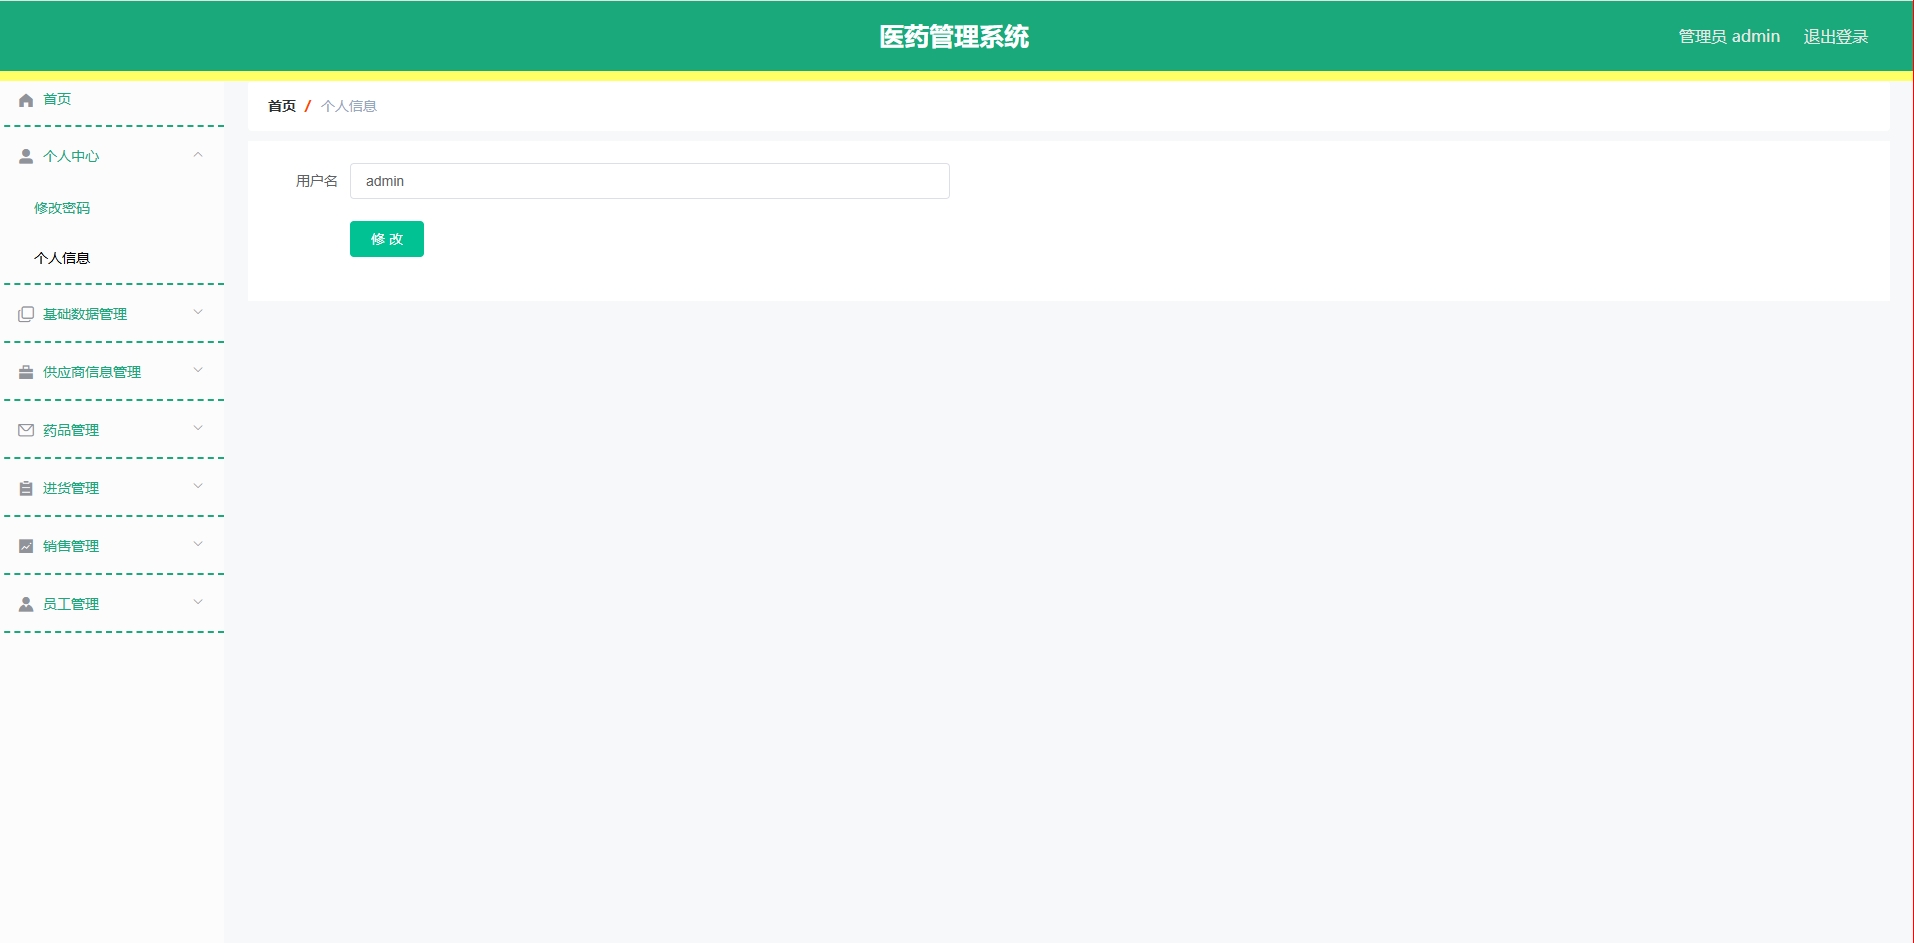 医药管理系统
管理员 admin 退出登录
首页
个人中心
修改密码
个人信息
基础数据管理
供应商信息管理
药品管理
进货管理
销售管理
员工管理
首页 / 个人信息
用户名 admin
修 改